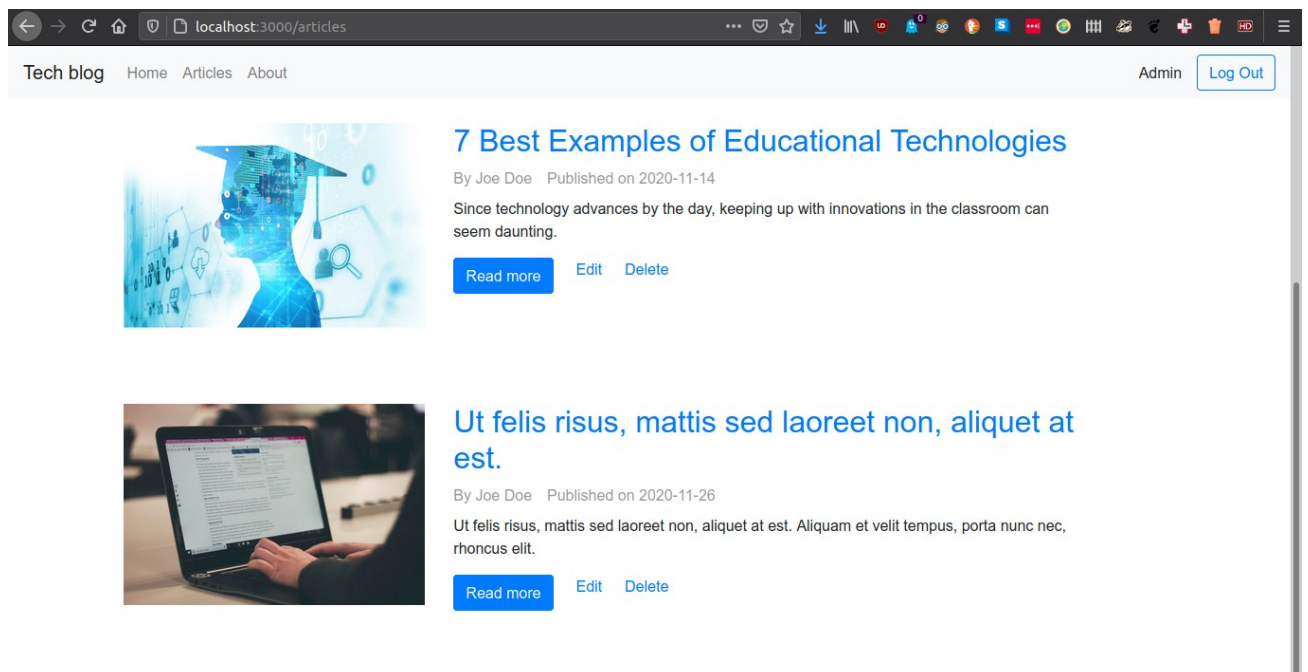 localhost:3000/articles
0
HD
Tech blog Home Articles About Admin Log Out
7 Best Examples of Educational Technologies
By Joe Doe Published on 2020-11-14
Since technology advances by the day, keeping up with innovations in the classroom can
seem daunting.
Read more Edit Delete
Ut felis risus, mattis sed laoreet non, aliquet at
est.
By Joe Doe Published on 2020-11-26
Ut felis risus, mattis sed laoreet non, aliquet at est. Aliquam et velit tempus, porta nunc nec,
rhoncus elit.
Read more Edit Delete